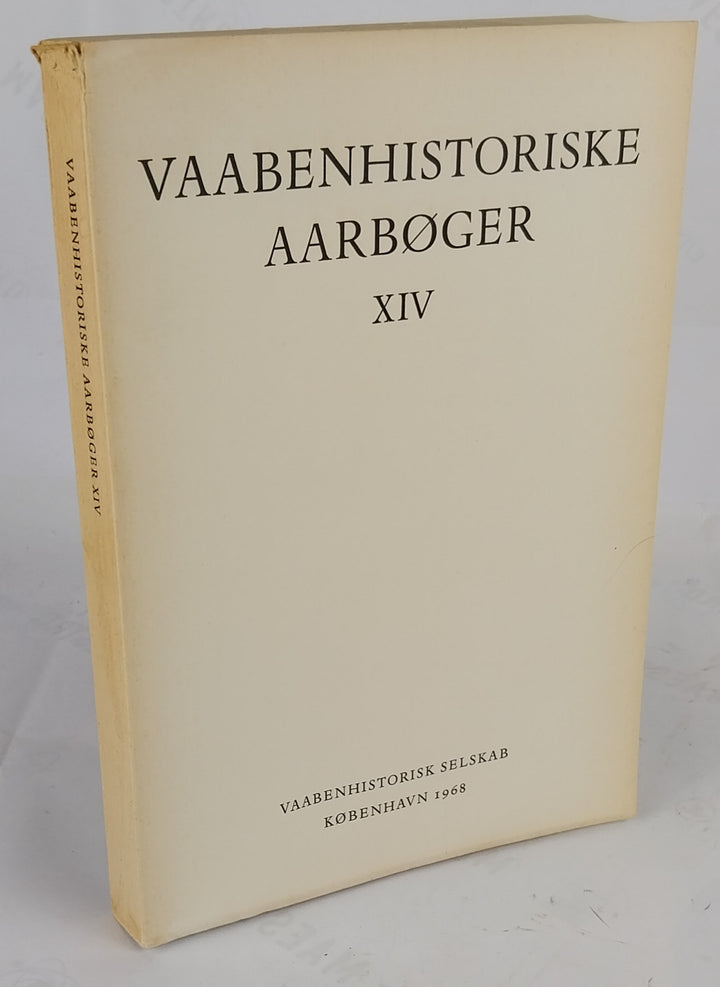 VAABENHISTORISKE
AARBØGER
XIV
VAABENHISTORISK SELSKAB
KØBENHAVN 1968
VAABENHISTORISKE AARBØGER XIV